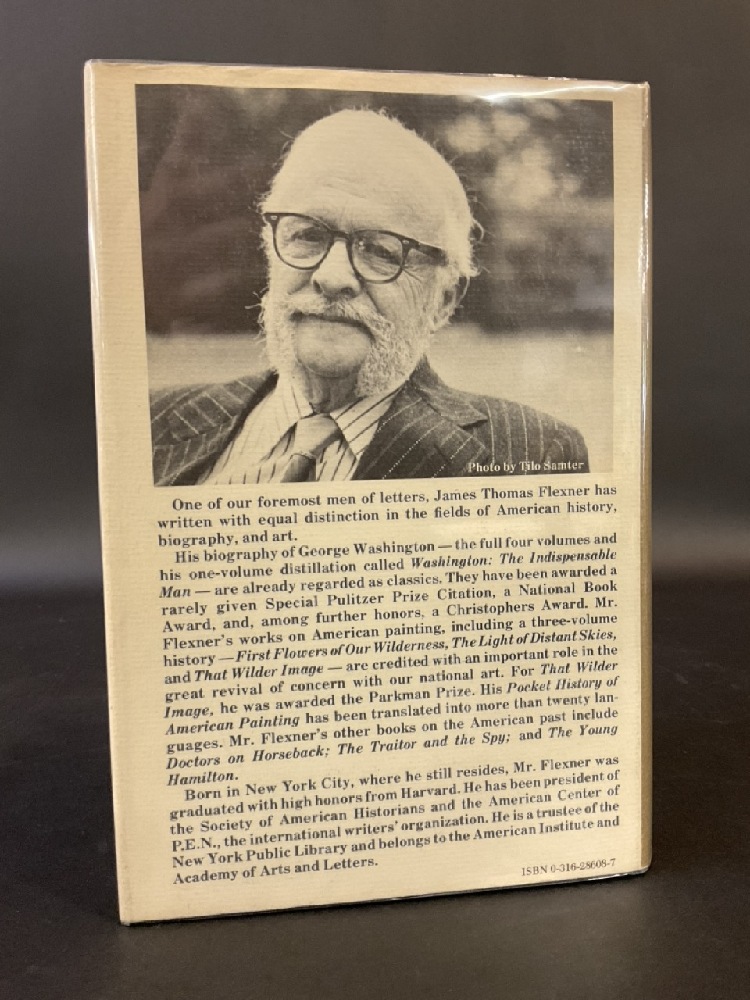 Photo by Tilo Samter
One of our foremost men of letters, James Thomas Flexner has
written with equal distinction in the fields of American history,
biography, and art.
His biography of George Washington — the full four volumes and
his one-volume distillation called Washington: The Indispensable
Man — are already regarded as classics. They have been awarded a
rarely given Special Pulitzer Prize Citation, a National Book
Award, and, among further honors, a Christophers Award. Mr.
Flexner's works on American painting, including a three-volume
history — First Flowers of Our Wilderness, The Light of Distant Skies,
and That Wilder Image — are credited with an important role in the
great revival of concern with our national art. For That Wilder
Image, he was awarded the Parkman Prize. His Pocket History of
American Painting has been translated into more than twenty lan-
guages. Mr. Flexner's other books on the American past include
Doctors on Horseback; The Traitor and the Spy; and The Young
Hamilton.
Born in New York City, where he still resides, Mr. Flexner was
graduated with high honors from Harvard. He has been president of
the Society of American Historians and the American Center of
P.E.N., the international writers' organization. He is a trustee of the
New York Public Library and belongs to the American Institute and
Academy of Arts and Letters.
ISBN 0-316-28608-7